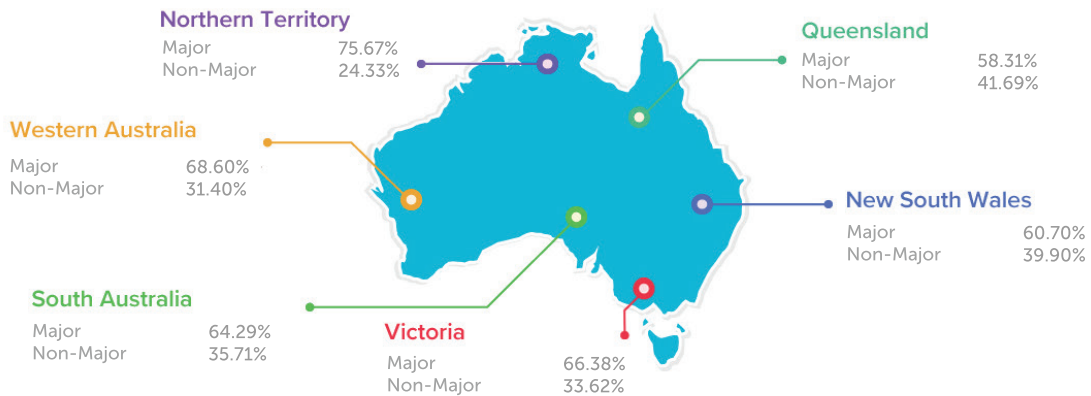 Northern Territory
Major 75.67%
Non-Major 24.33%
Queensland
Major 58.31%
Non-Major 41.69%
Western Australia
Major 68.60%
Non-Major 31.40%
New South Wales
Major 60.70%
Non-Major 39.90%
South Australia
Major 64.29%
Non-Major 35.71%
Victoria
Major 66.38%
Non-Major 33.62%